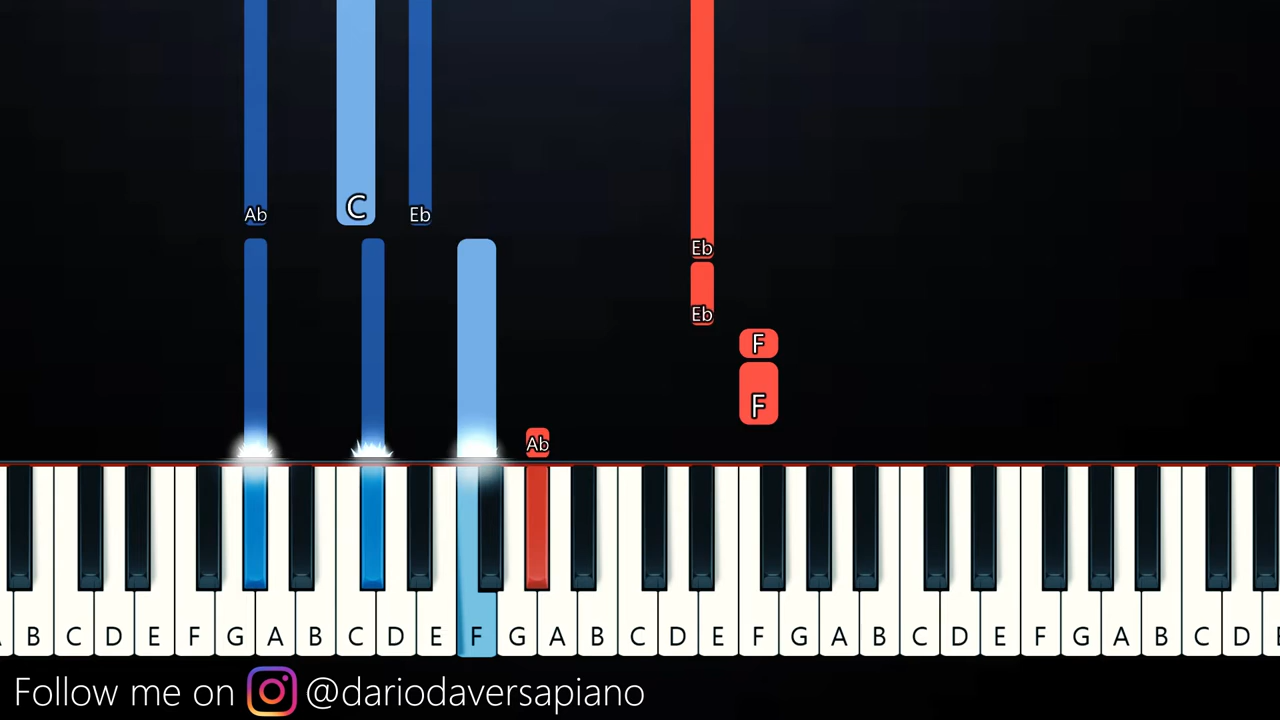 Ab C Eb
Eb
Eb
F
F
Ab
B C D E F G A B C D E F G A B C D E F G A B C D E F G A B C D
Follow me on @dariodaversapiano